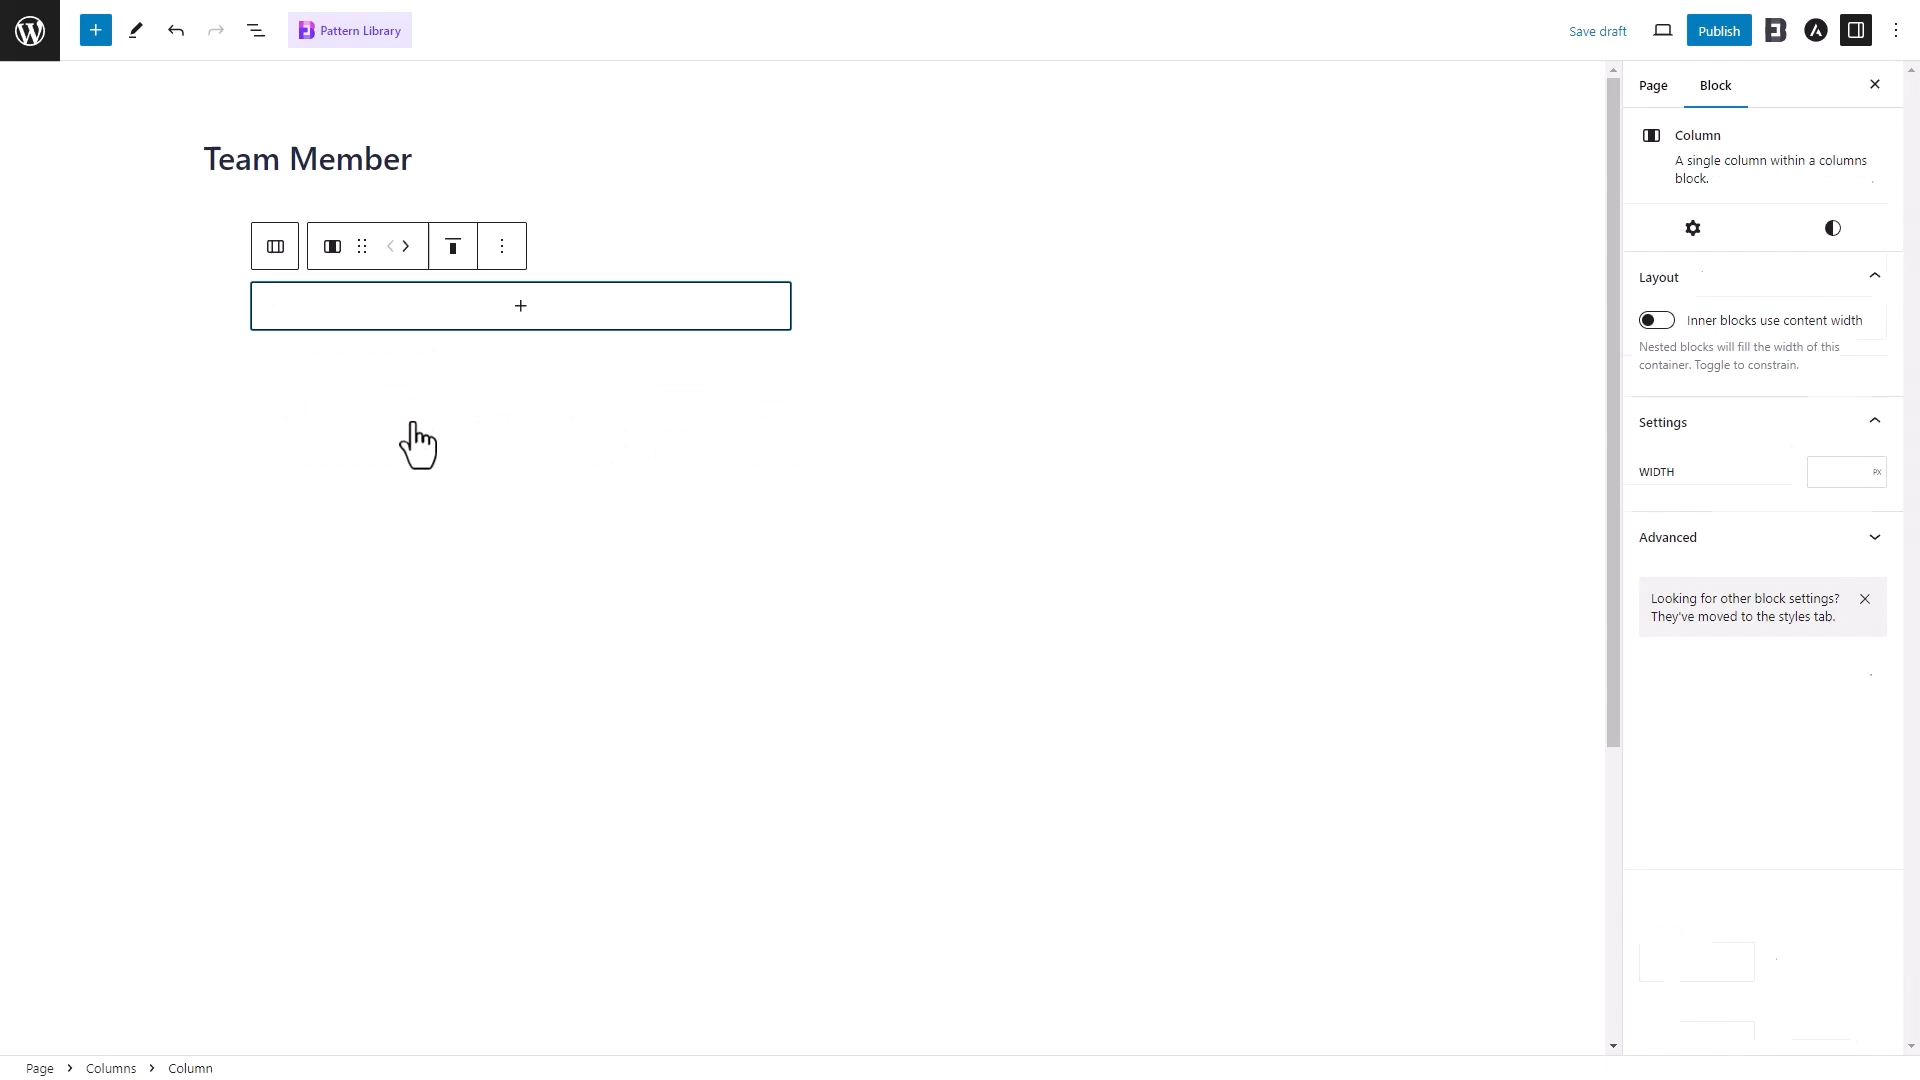 Pattern Library
Save draft
Publish
Page
Block
Team Member
Column
A single column within a columns
block.
Layout
Inner blocks use content width
Nested blocks will fill the width of this
container. Toggle to constrain.
Settings
WIDTH
PX
Advanced
Looking for other block settings?
They've moved to the styles tab.
Page > Columns > Column